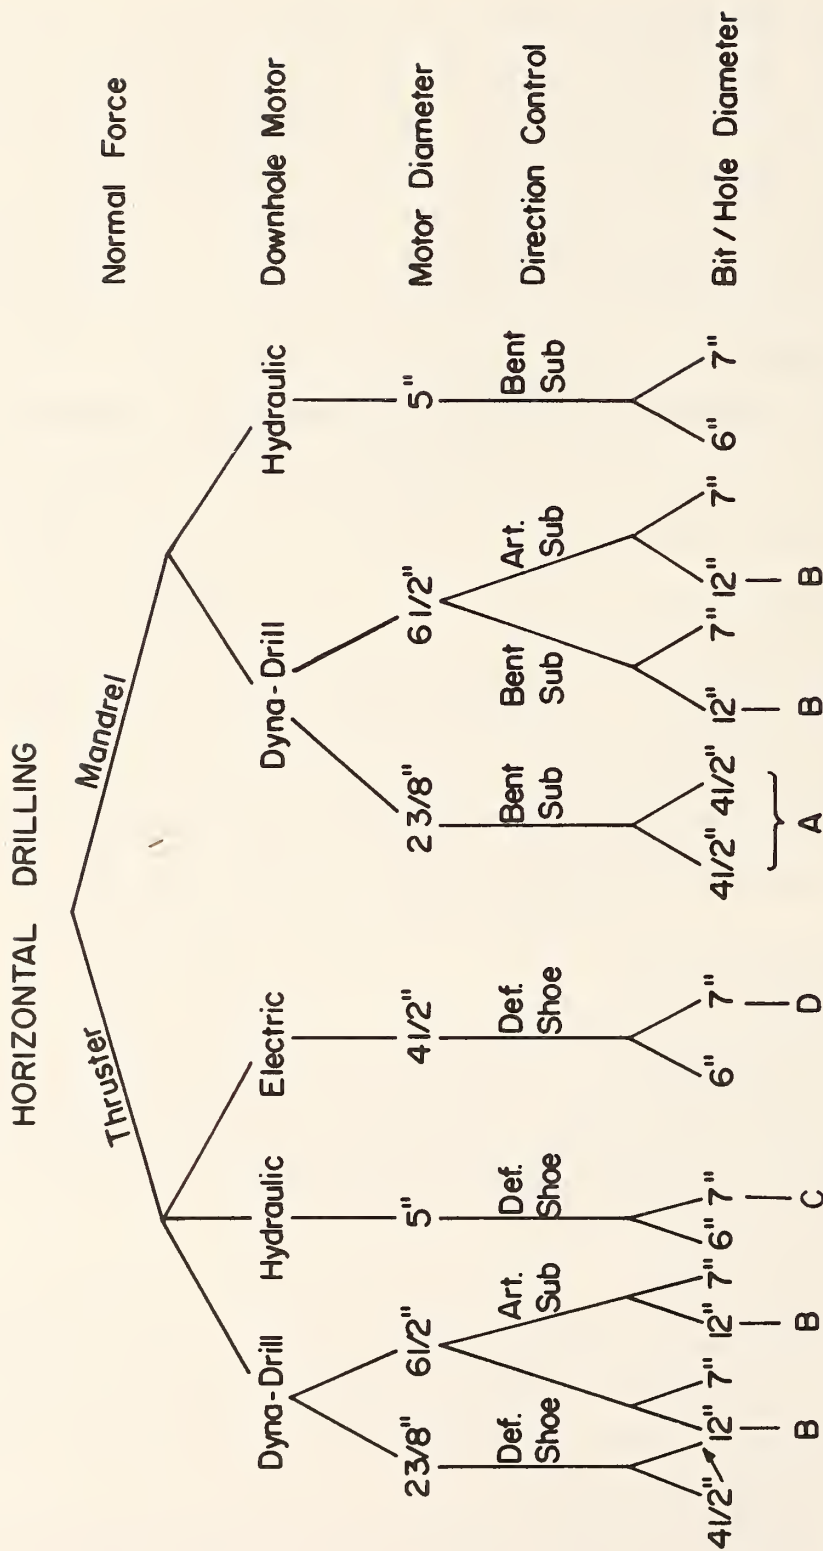 HORIZONTAL DRILLING
Thruster Mandrel Normal Force
Dyna-Drill Hydraulic Electric Dyna-Drill Hydraulic Downhole Motor
2 3/8" 6 1/2" 5" 4 1/2" 2 3/8" 6 1/2" 5" Motor Diameter
Def. Art. Def. Def. Bent Bent Art. Bent Direction Control
Shoe Sub Shoe Shoe Sub Sub Sub Sub
4 1/2" 12" 7" 12" 7" 6" 7" 6" 7" 4 1/2" 4 1/2" 12" 7" 12" 7" 6" 7" Bit/Hole Diameter
4 1/2"
B B C D A B B